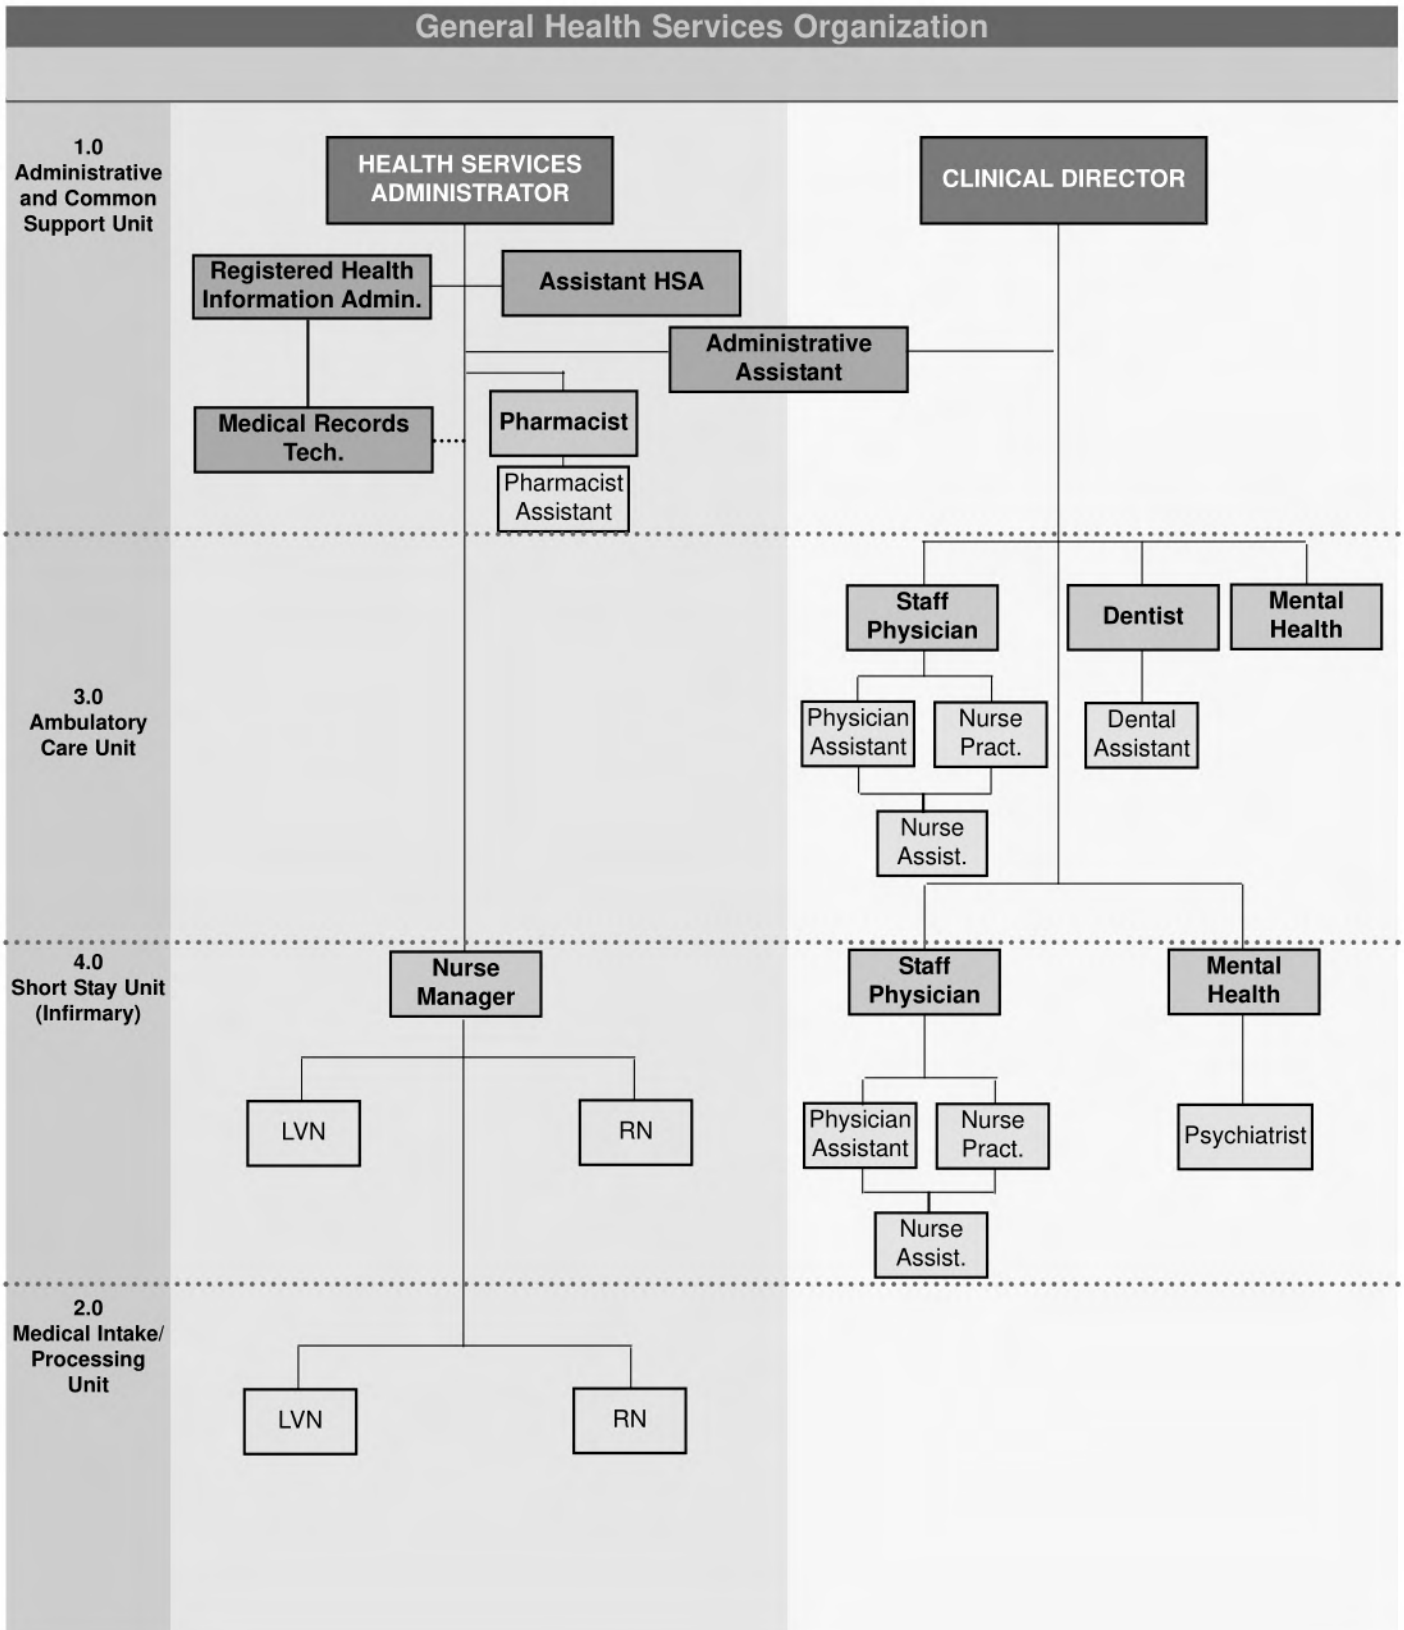 General Health Services Organization
1.0
Administrative
and Common
Support Unit
HEALTH SERVICES
ADMINISTRATOR
CLINICAL DIRECTOR
Registered Health
Information Admin.
Assistant HSA
Administrative
Assistant
Medical Records
Tech.
Pharmacist
Pharmacist
Assistant
3.0
Ambulatory
Care Unit
Staff
Physician
Dentist
Mental
Health
Physician
Assistant
Nurse
Pract.
Dental
Assistant
Nurse
Assist.
4.0
Short Stay Unit
(Infirmary)
Nurse
Manager
Staff
Physician
Mental
Health
LVN
RN
Physician
Assistant
Nurse
Pract.
Psychiatrist
Nurse
Assist.
2.0
Medical Intake/
Processing
Unit
LVN
RN